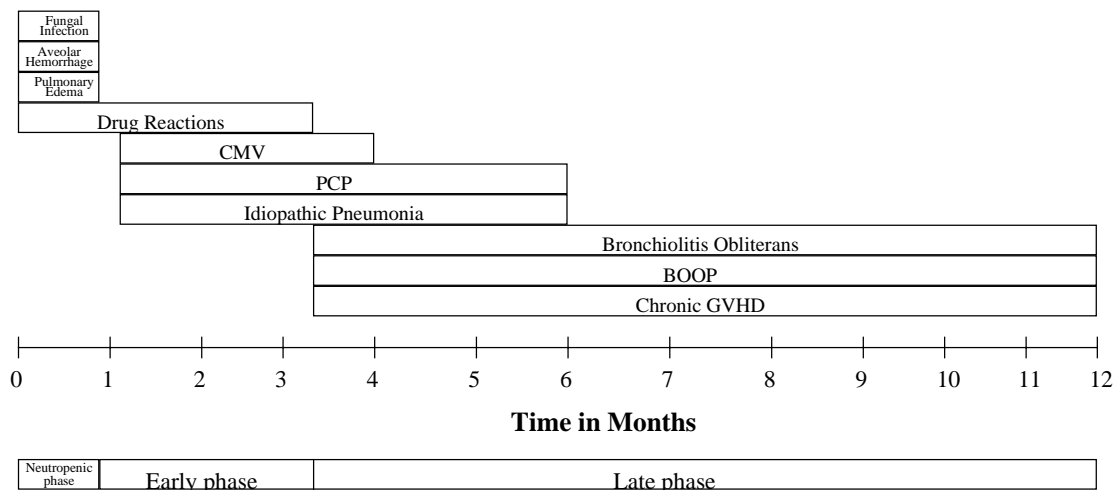 Fungal
Infection
Aveolar
Hemorrhage
Pulmonary
Edema
Drug Reactions
CMV
PCP
Idiopathic Pneumonia
Bronchiolitis Obliterans
BOOP
Chronic GVHD
0 1 2 3 4 5 6 7 8 9 10 11 12
Time in Months
Neutropenic
phase
Early phase
Late phase